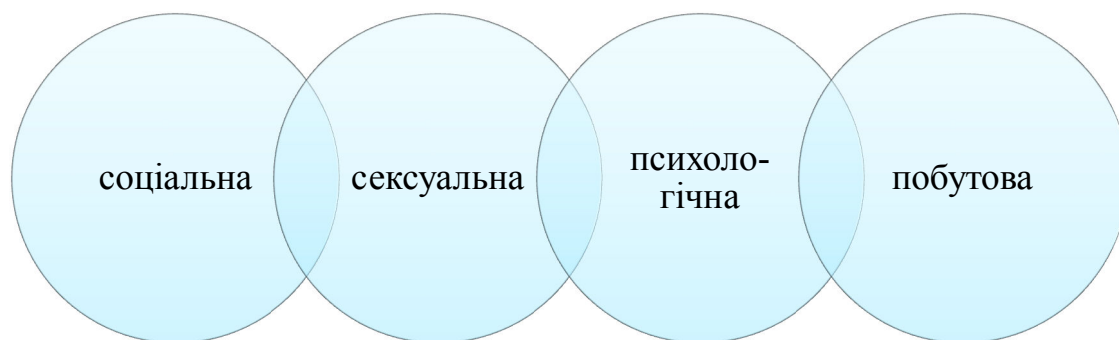 соціальна
сексуальна
психоло-
гічна
побутова